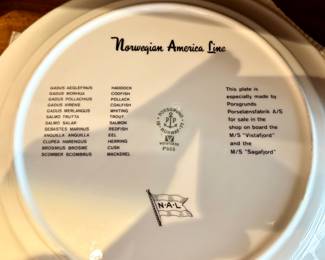 Norwegian America Line
GADUS AEGLEFINUS HADDOCK
GADUS MORHUA CODFISH
GADUS POLLACHIUS POLLACK
GADUS VIRENS COALFISH
GADUS MERLANGUS WHITING
SALMO TRUTTA TROUT
SALMO SALAR SALMON
SEBASTES MARINUS REDFISH
ANGUILLA ANGUILLA EEL
CLUPEA HARENGUS HERRING
BROSMIUS BROSME CUSK
SCOMBER SCOMBRUS MACKEREL
PORSGRUND
P P
NORWAY
P503
This plate is
especially made by
Porsgrunds
Porselænsfabrik A/S
for sale in the
shop on board the
M/S "Vistafjord"
and the
M/S "Sagafjord"
N·A·L